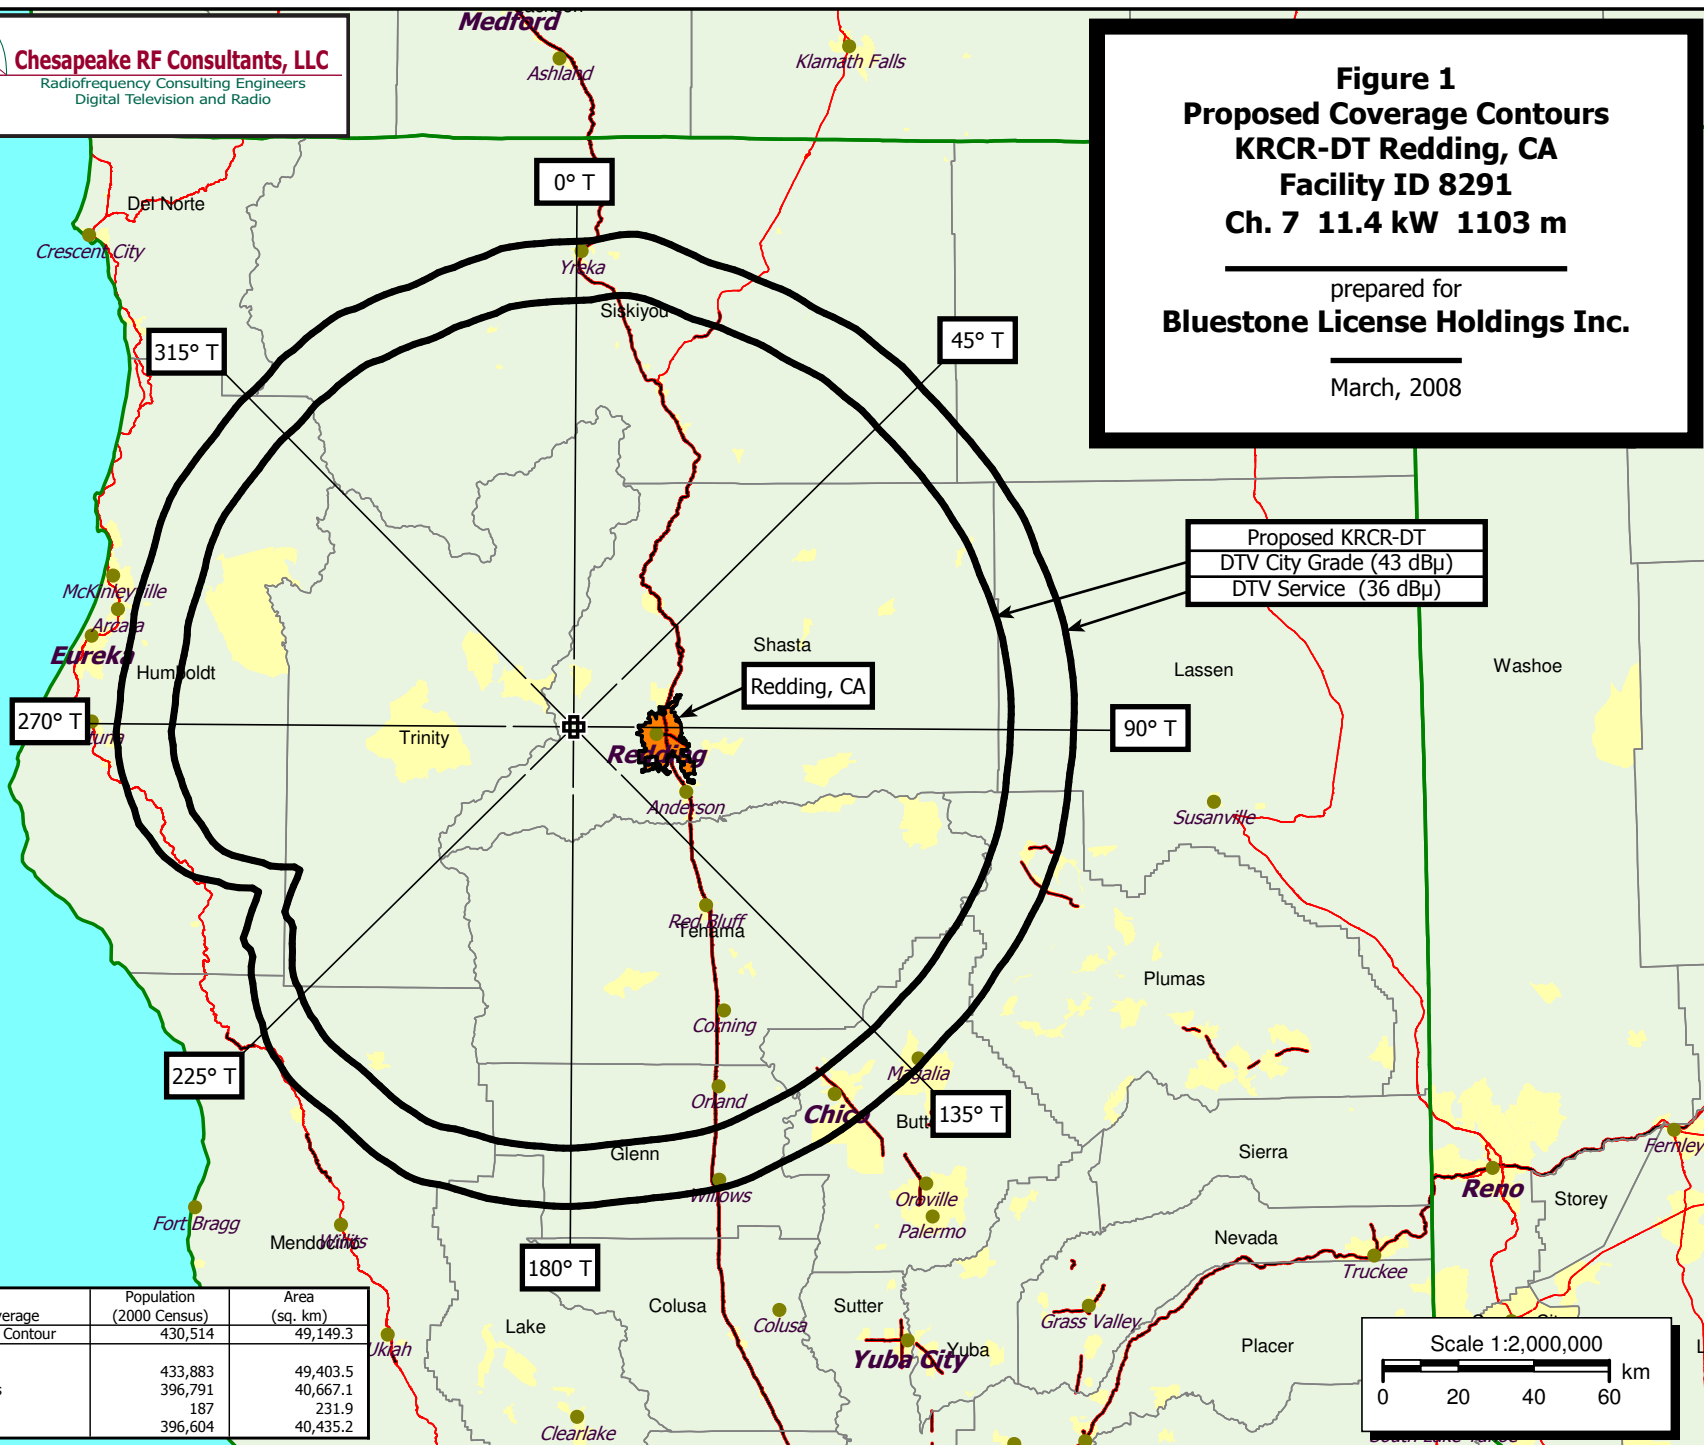 Chesapeake RF Consultants, LLC
Radiofrequency Consulting Engineers
Digital Television and Radio
Figure 1
Proposed Coverage Contours
KRCR-DT Redding, CA
Facility ID 8291
Ch. 7 11.4 kW 1103 m
prepared for
Bluestone License Holdings Inc.
March, 2008
Jackson
Medford
Ashland
Klamath Falls
0° T
Del Norte
Crescent City
Yreka
Siskiyou
315° T
45° T
Proposed KRCR-DT
DTV City Grade (43 dBµ)
DTV Service (36 dBµ)
McKinleyville
Arcata
Eureka
Humboldt
Shasta
Lassen
Washoe
Redding, CA
270° T
90° T
Trinity
Redding
Anderson
Susanville
Red Bluff
Tehama
Plumas
Corning
225° T
Magalia
Orland
Chico
Butt
135° T
Glenn
Sierra
Fernley
Willows
Oroville
Reno
Storey
Fort Bragg
Palermo
Mendocino
Willits
Nevada
180° T
Truckee
Colusa
Sutter
Colusa
Grass Valley
Lake
Ukiah
Yuba City
Yuba
Placer
Clearlake
verage
Population
(2000 Census)
Area
(sq. km)
Contour
430,514
49,149.3
433,883
49,403.5
s
396,791
40,667.1
187
231.9
396,604
40,435.2
Scale 1:2,000,000
km
0
20
40
60